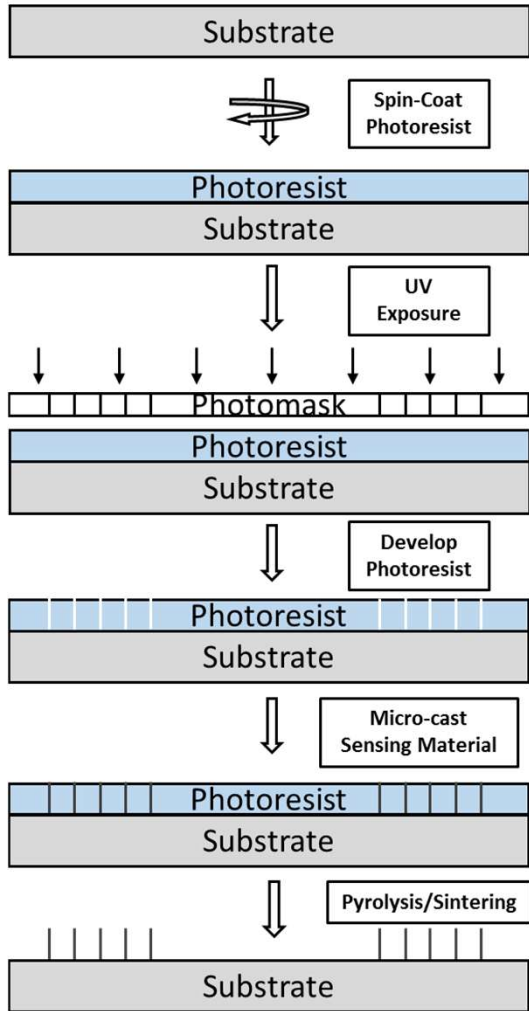 Substrate
Spin-Coat
Photoresist
Photoresist
Substrate
UV
Exposure
Photomask
Photoresist
Substrate
Develop
Photoresist
Photoresist
Substrate
Micro-cast
Sensing Material
Photoresist
Substrate
Pyrolysis/Sintering
Substrate